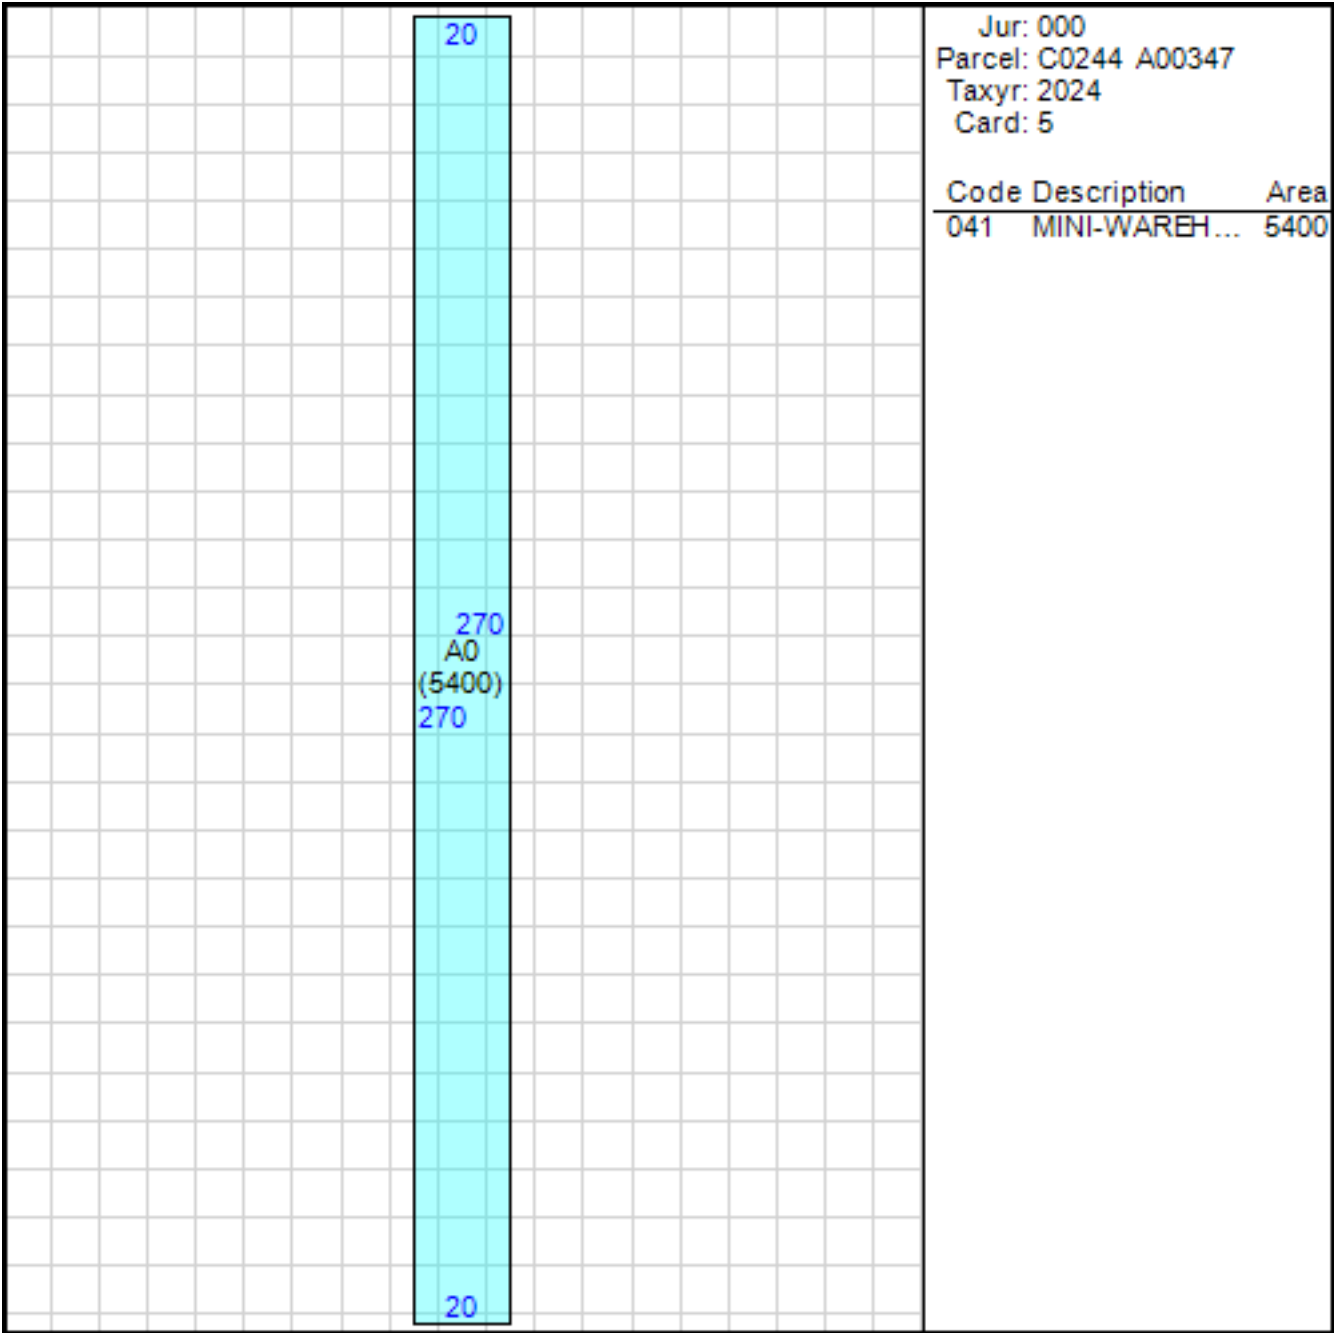 20
270
A0
(5400)
270
20
Jur: 000
Parcel: C0244 A00347
Taxyr: 2024
Card: 5
Code Description Area
041 MINI-WAREH... 5400